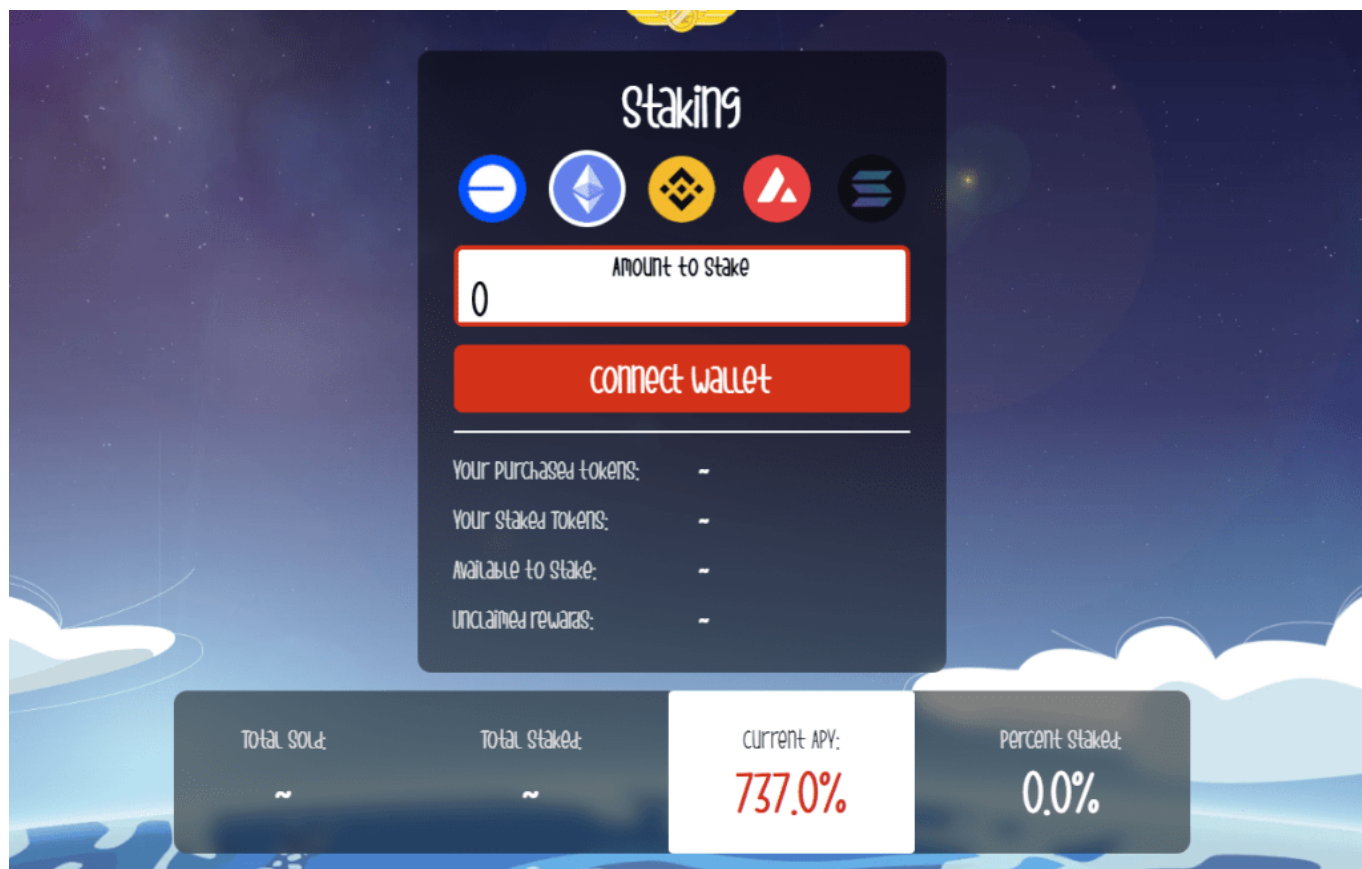 Staking
Amount to Stake
0
Connect Wallet
Your Purchased Tokens: ~
Your Staked Tokens: ~
Available to Stake: ~
Unclaimed rewards: ~
Total Sold: Total Staked: Current APY: Percent Staked:
~ ~ 737.0% 0.0%